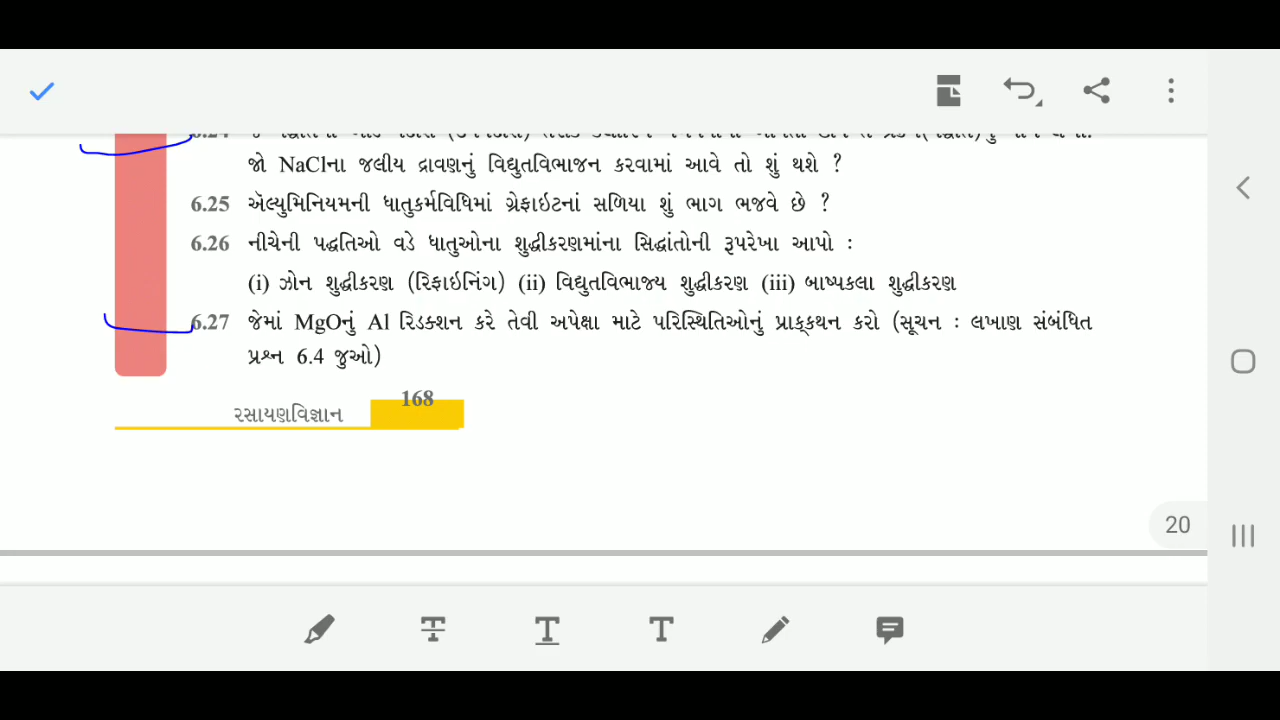 જો NaClના જલીય દ્રાવણનું વિદ્યુતવિભાજન કરવામાં આવે તો શું થશે ?
6.25 ઍલ્યુમિનિયમની ધાતુકર્મવિધિમાં ગ્રેફાઇટનાં સળિયા શું ભાગ ભજવે છે ?
6.26 નીચેની પદ્ધતિઓ વડે ધાતુઓના શુદ્ધીકરણમાંના સિદ્ધાંતોની રૂપરેખા આપો :
(i) ઝોન શુદ્ધીકરણ (રિફાઇનિંગ) (ii) વિદ્યુતવિભાજ્ય શુદ્ધીકરણ (iii) બાષ્પકલા શુદ્ધીકરણ
6.27 જેમાં MgOનું Al રિડક્શન કરે તેવી અપેક્ષા માટે પરિસ્થિતિઓનું પ્રાક્કથન કરો (સૂચન : લખાણ સંબંધિત
પ્રશ્ન 6.4 જુઓ)
રસાયણવિજ્ઞાન 168
20